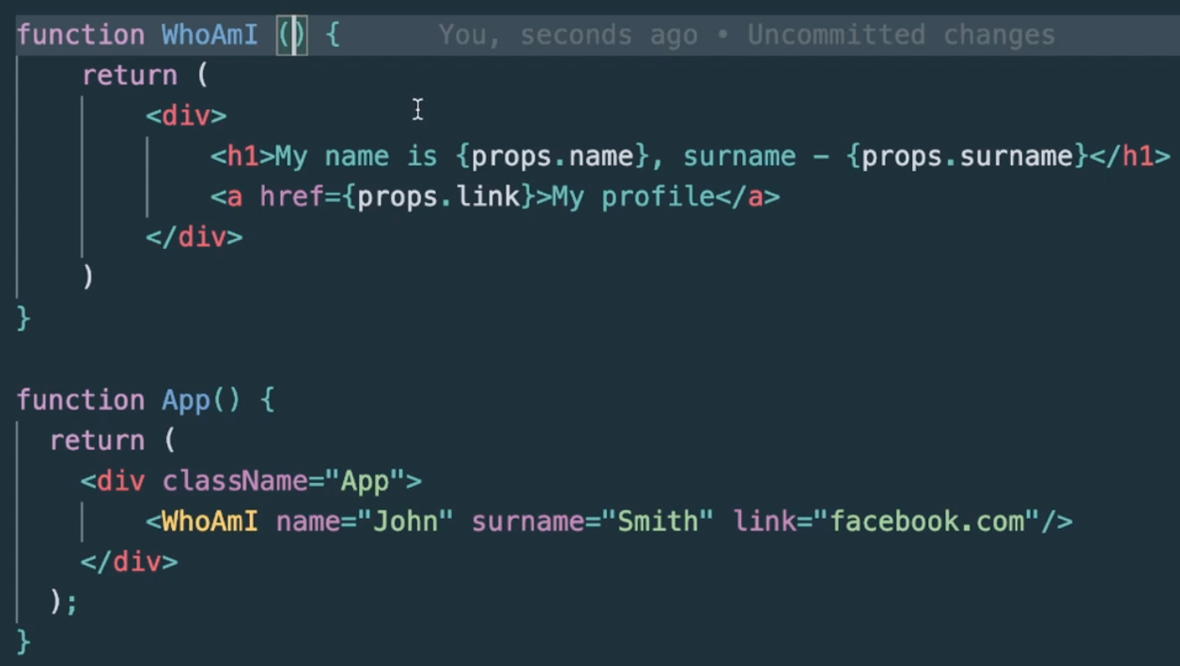 function WhoAmI () { You, seconds ago • Uncommitted changes
return (
<div>
<h1>My name is {props.name}, surname - {props.surname}</h1>
<a href={props.link}>My profile</a>
</div>
)
}
function App() {
return (
<div className="App">
<WhoAmI name="John" surname="Smith" link="facebook.com"/>
</div>
);
}